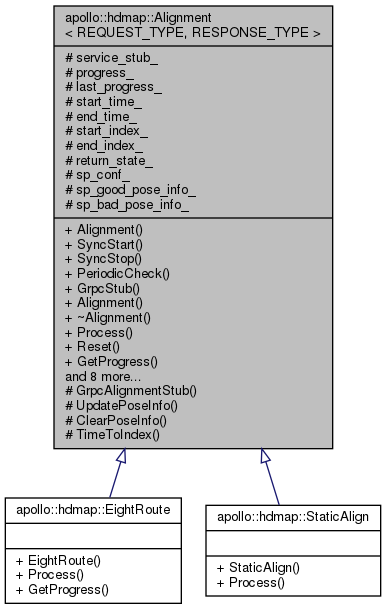 apollo::hdmap::Alignment
< REQUEST_TYPE, RESPONSE_TYPE >
# service_stub_
# progress_
# last_progress_
# start_time_
# end_time_
# start_index_
# end_index_
# return_state_
# sp_conf_
# sp_good_pose_info_
# sp_bad_pose_info_
+ Alignment()
+ SyncStart()
+ SyncStop()
+ PeriodicCheck()
+ GrpcStub()
+ Alignment()
+ ~Alignment()
+ Process()
+ Reset()
+ GetProgress()
and 8 more...
# GrpcAlignmentStub()
# UpdatePoseInfo()
# ClearPoseInfo()
# TimeToIndex()
apollo::hdmap::EightRoute
+ EightRoute()
+ Process()
+ GetProgress()
apollo::hdmap::StaticAlign
+ StaticAlign()
+ Process()